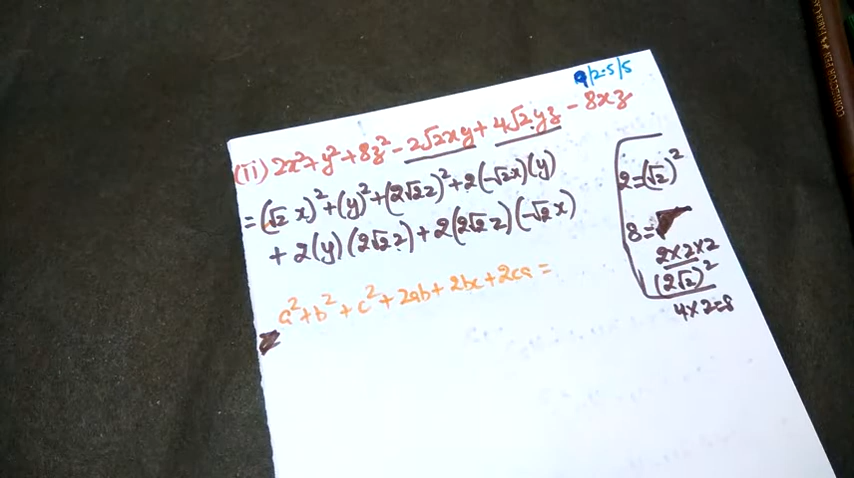 Q/2.5/5
(ii) 2x²+y²+8z²-2√2xy+4√2yz-8xz
=(√2x)²+(y)²+(2√2z)²+2(-√2x)(y)
+2(y)(2√2z)+2(2√2z)(-√2x)
a²+b²+c²+2ab+2bc+2ca=
2=(√2)²
8=√
2×2×2
(2√2)²
4×2=8